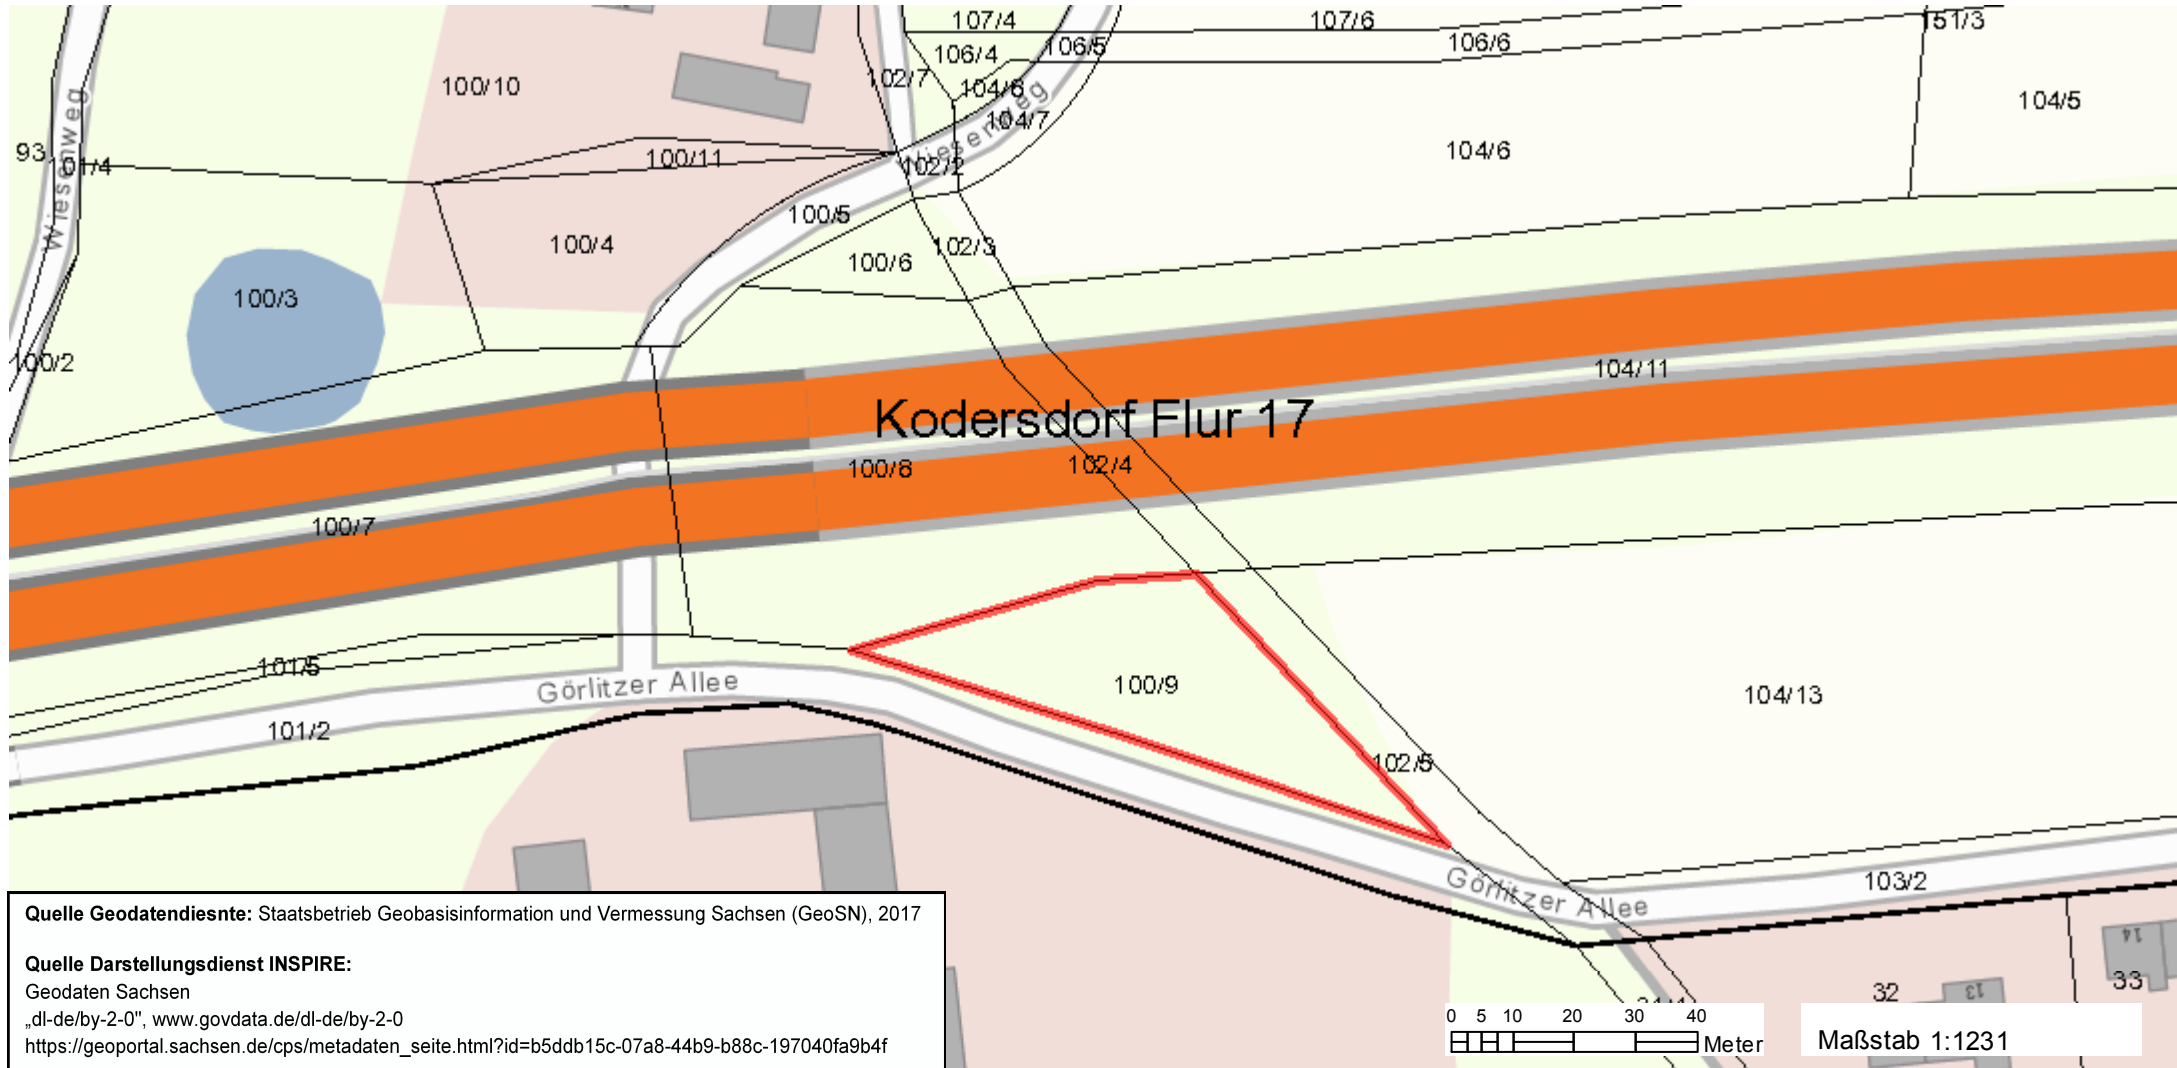 107/4
107/6
151/3
106/4
106/5
106/6
102/7
100/10
104/8
104/5
104/7
Wiesenweg
93
101/4
Wiesenweg
100/11
102/2
104/6
100/5
100/4
102/3
100/6
100/3
100/2
104/11
Kodersdorf Flur 17
100/8
102/4
100/7
101/5
Görlitzer Allee
100/9
104/13
101/2
102/5
Görlitzer Allee
103/2
14
33
32
13
Quelle Geodatendiesnte: Staatsbetrieb Geobasisinformation und Vermessung Sachsen (GeoSN), 2017
Quelle Darstellungsdienst INSPIRE:
Geodaten Sachsen
„dl-de/by-2-0", www.govdata.de/dl-de/by-2-0
https://geoportal.sachsen.de/cps/metadaten_seite.html?id=b5ddb15c-07a8-44b9-b88c-197040fa9b4f
0 5 10 20 30 40
Meter
Maßstab 1:1231